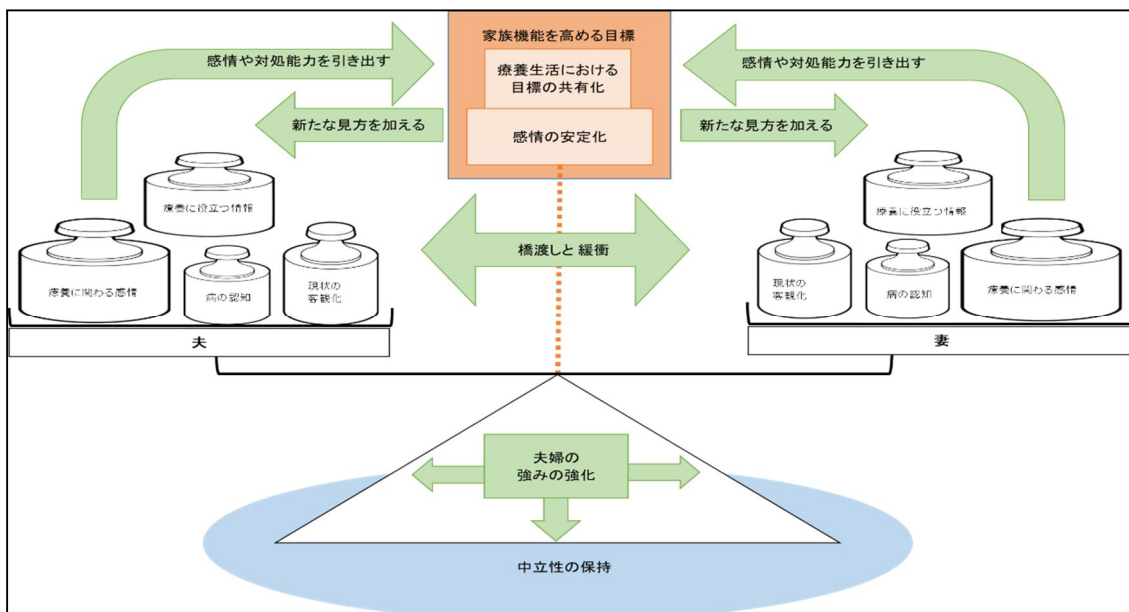 家族機能を高める目標
療養生活における
目標の共有化
感情の安定化
感情や対処能力を引き出す
新たな見方を加える
感情や対処能力を引き出す
新たな見方を加える
療養に役立つ情報
療養に関わる感情
病の認知
現状の
客観化
橋渡しと緩衝
療養に役立つ情報
現状の
客観化
病の認知
療養に関わる感情
夫
妻
夫婦の
強みの強化
中立性の保持